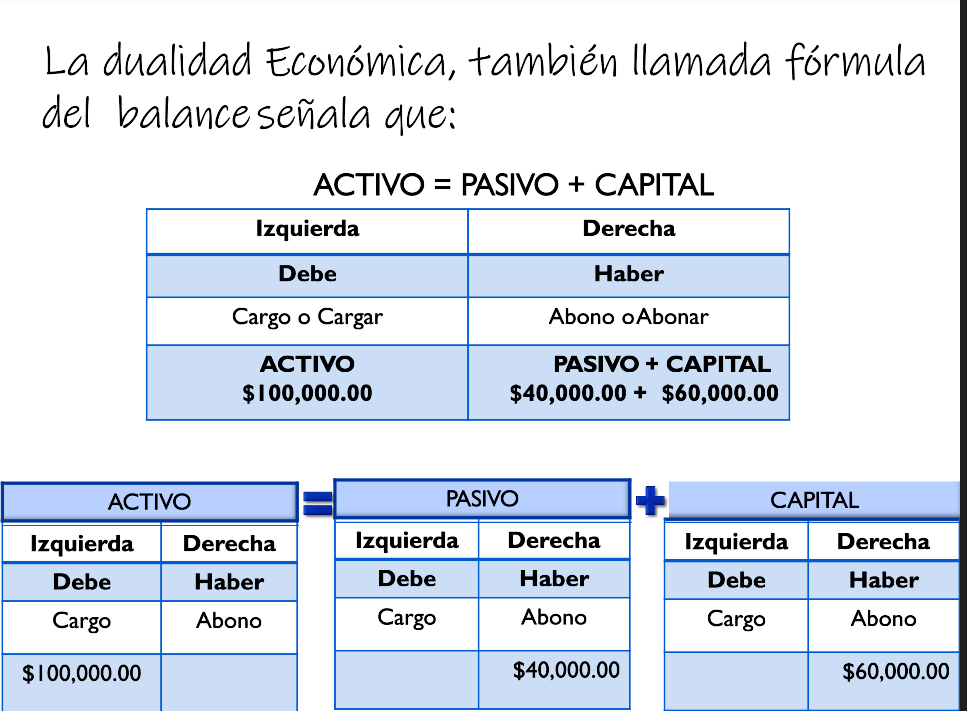 La dualidad Económica, también llamada fórmula
del balance señala que:
ACTIVO = PASIVO + CAPITAL
Izquierda Derecha
Debe Haber
Cargo o Cargar Abono o Abonar
ACTIVO PASIVO + CAPITAL
$100,000.00 $40,000.00 + $60,000.00
ACTIVO = PASIVO + CAPITAL
Izquierda Derecha Izquierda Derecha Izquierda Derecha
Debe Haber Debe Haber Debe Haber
Cargo Abono Cargo Abono Cargo Abono
$100,000.00 $40,000.00 $60,000.00